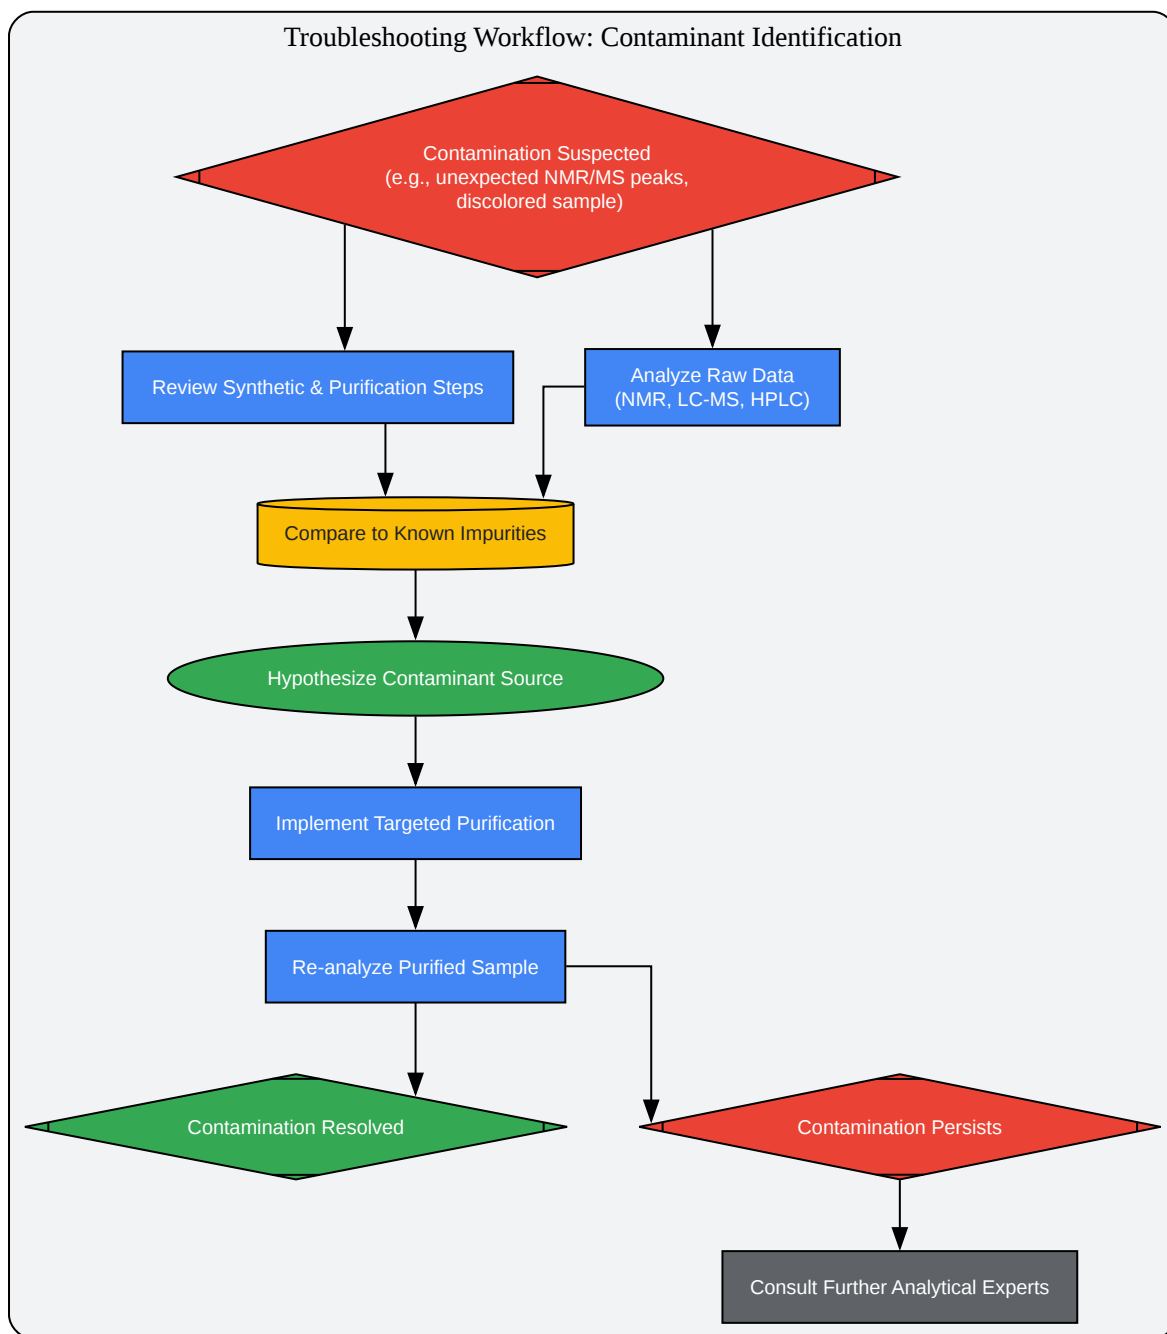 Troubleshooting Workflow: Contaminant Identification
Contamination Suspected
(e.g., unexpected NMR/MS peaks,
discolored sample)
Review Synthetic & Purification Steps
Analyze Raw Data
(NMR, LC-MS, HPLC)
Compare to Known Impurities
Hypothesize Contaminant Source
Implement Targeted Purification
Re-analyze Purified Sample
Contamination Resolved
Contamination Persists
Consult Further Analytical Experts